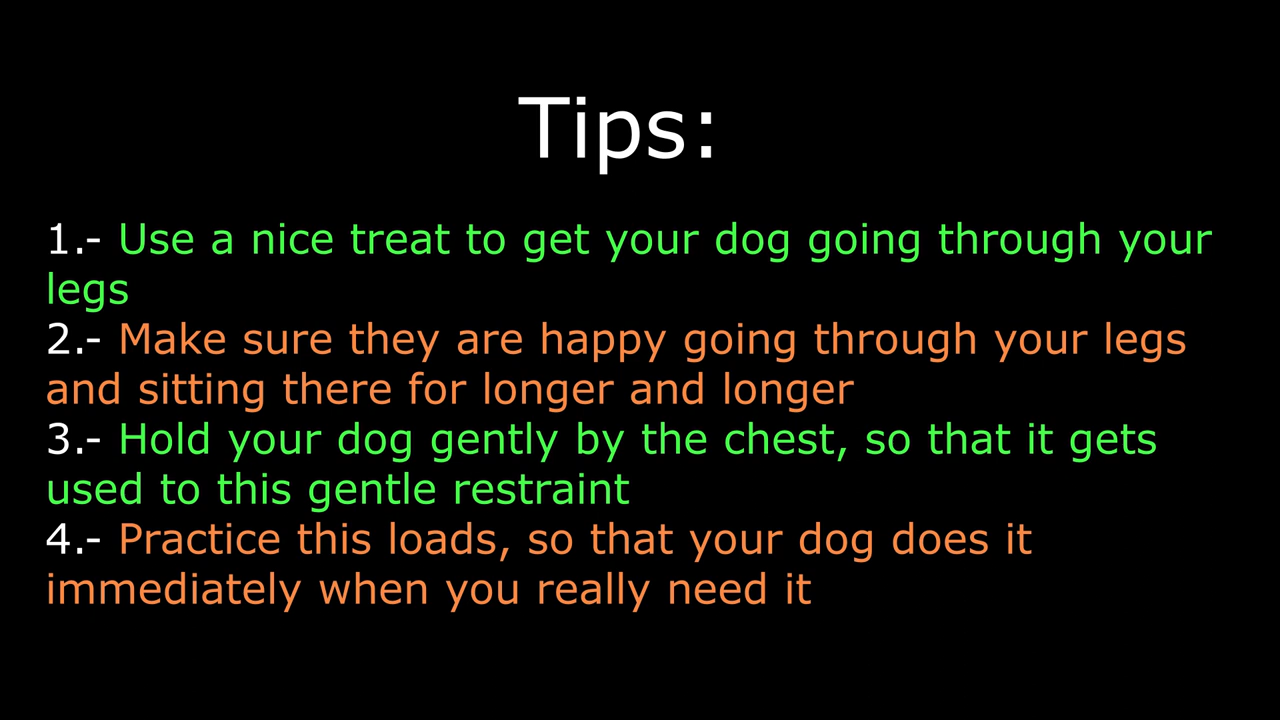 Tips:
1.- Use a nice treat to get your dog going through your
legs
2.- Make sure they are happy going through your legs
and sitting there for longer and longer
3.- Hold your dog gently by the chest, so that it gets
used to this gentle restraint
4.- Practice this loads, so that your dog does it
immediately when you really need it